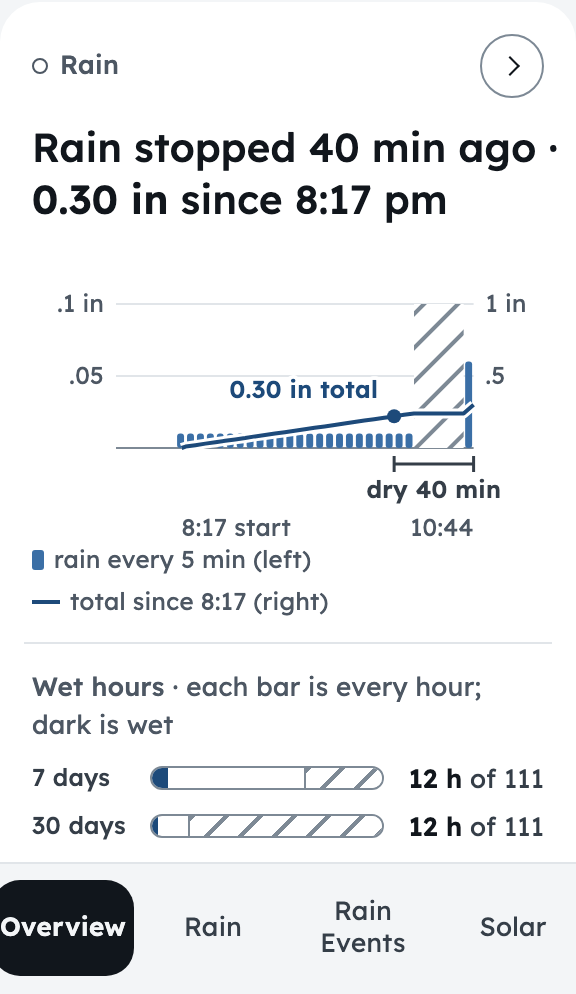 Rain
Rain stopped 40 min ago ·
0.30 in since 8:17 pm
.1 in
1 in
.05
.5
0.30 in total
dry 40 min
8:17 start
10:44
rain every 5 min (left)
total since 8:17 (right)
Wet hours · each bar is every hour;
dark is wet
7 days
12 h of 111
30 days
12 h of 111
Overview
Rain
Rain
Events
Solar